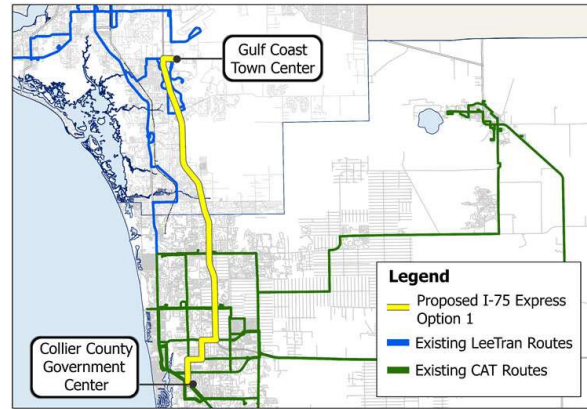 Gulf Coast
Town Center
Legend
Proposed I-75 Express
Option 1
Existing LeeTran Routes
Existing CAT Routes
Collier County
Government
Center